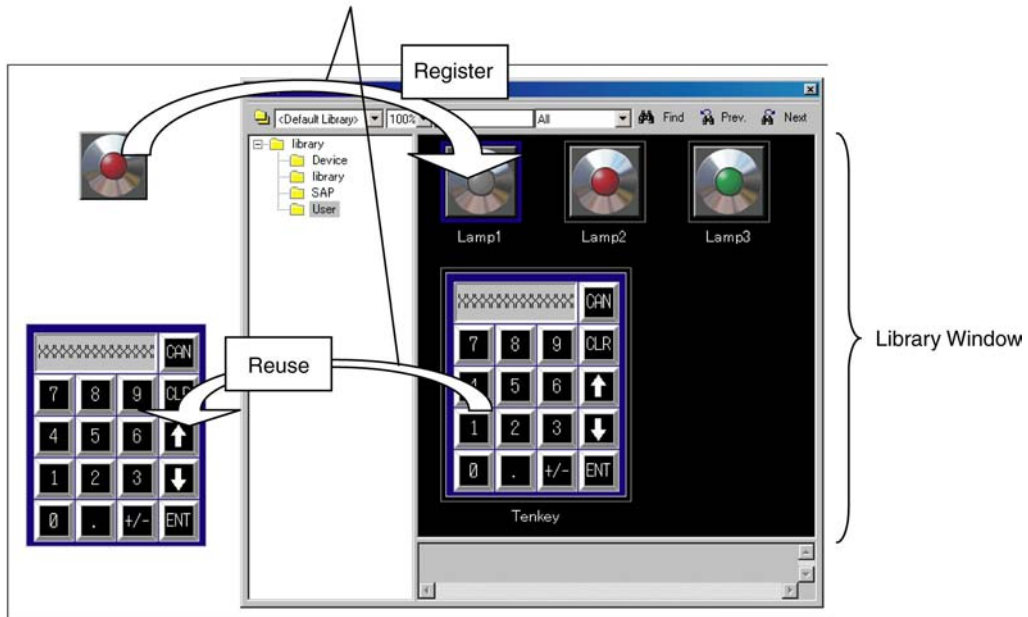 Register
<Default Library> 100% All Find Prev. Next
library
Device
library
SAP
User
Lamp1 Lamp2 Lamp3
XXXXXXXXXXXXX CAN
7 8 9 CLR
4 5 6
1 2 3
0 . +/- ENT
Tenkey
Library Window
Reuse
XXXXXXXXXXXXX CAN
7 8 9 CLR
4 5 6
1 2 3
0 . +/- ENT